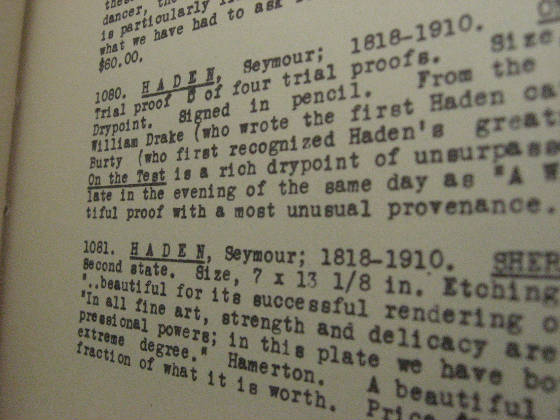 these
dancer, the
is particularly
what we have had to ask
$60.00.
1080. HADEN, Seymour; 1818-1910.
Trial proof B of four trial proofs. Size
Drypoint. Signed in pencil. From the
William Drake (who wrote the first Haden ca
Burty (who first recognized Haden's great
On the Test is a rich drypoint of unsurpass
late in the evening of the same day as "A W
tiful proof with a most unusual provenance.
1081. HADEN, Seymour; 1818-1910. SHER
Second state. Size, 7 x 13 1/8 in. Etching
"..beautiful for its successful rendering o
"In all fine art, strength and delicacy are
pressional powers; in this plate we have bo
extreme degree." Hamerton. A beautiful
fraction of what it is worth. Price